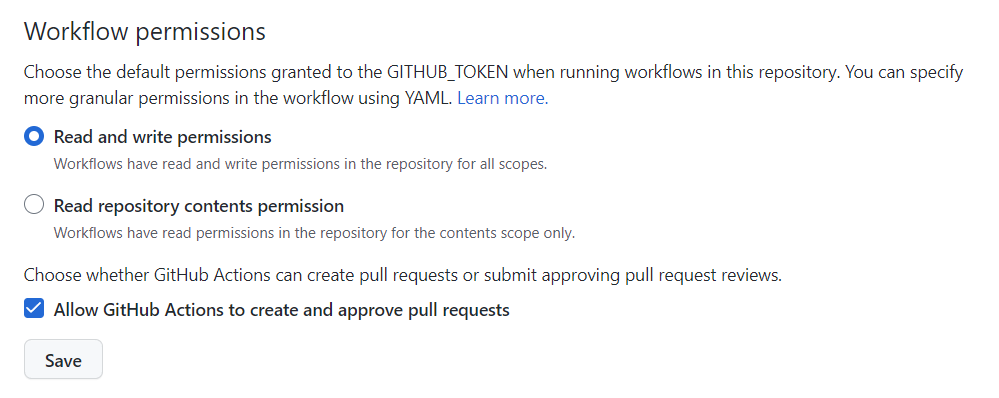 Workflow permissions
Choose the default permissions granted to the GITHUB_TOKEN when running workflows in this repository. You can specify
more granular permissions in the workflow using YAML. Learn more.
Read and write permissions
Workflows have read and write permissions in the repository for all scopes.
Read repository contents permission
Workflows have read permissions in the repository for the contents scope only.
Choose whether GitHub Actions can create pull requests or submit approving pull request reviews.
Allow GitHub Actions to create and approve pull requests
Save